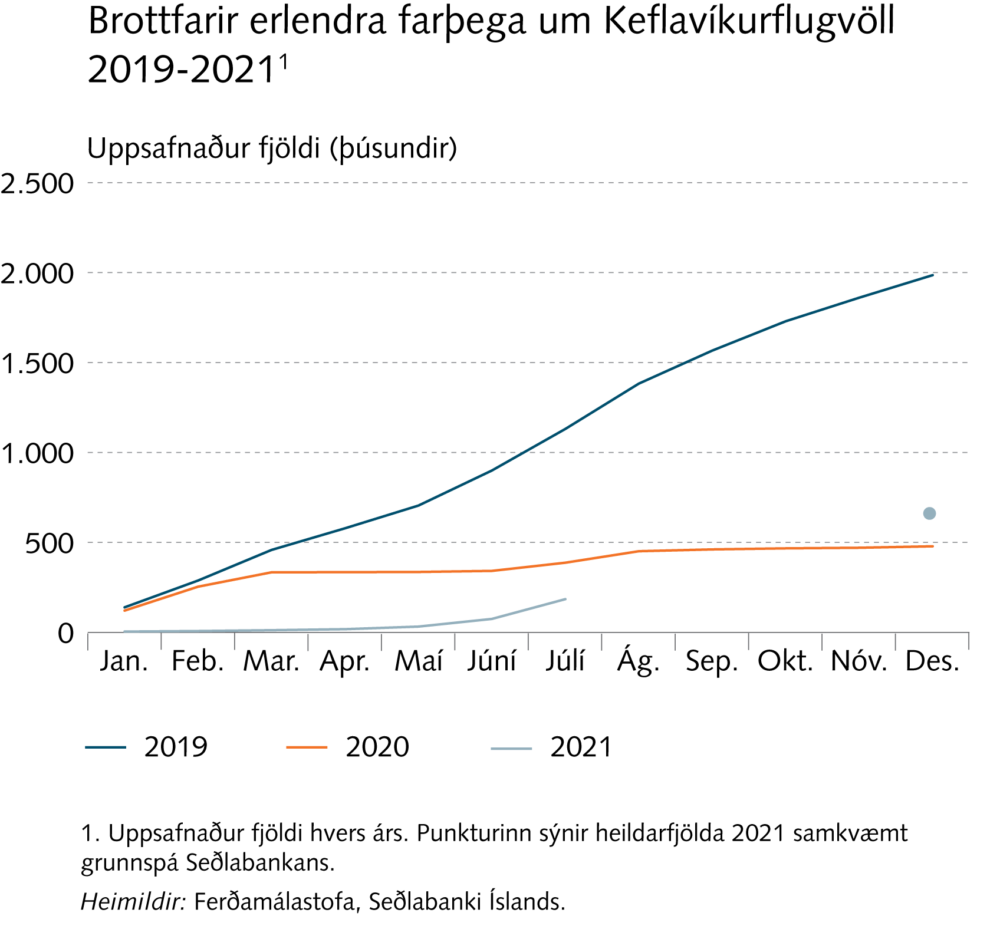 Brottfarir erlendra farþega um Keflavíkurflugvöll
2019-2021¹
Uppsafnaður fjöldi (þúsundir)
2.500
2.000
1.500
1.000
500
0
Jan. Feb. Mar. Apr. Maí Júní Júlí Ág. Sep. Okt. Nóv. Des.
2019 2020 2021
1. Uppsafnaður fjöldi hvers árs. Punkturinn sýnir heildarfjölda 2021 samkvæmt
grunnspá Seðlabankans.
Heimildir: Ferðamálastofa, Seðlabanki Íslands.